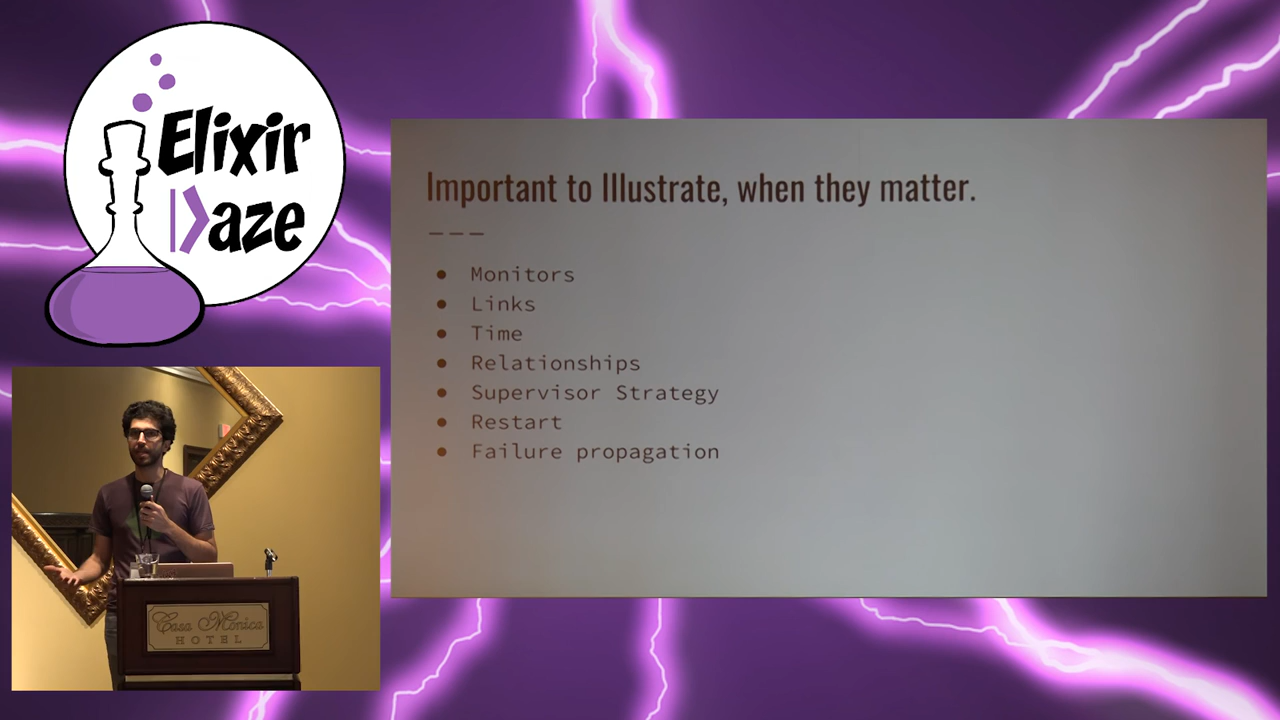 Elixir
Daze
Important to Illustrate, when they matter.
---
● Monitors
● Links
● Time
● Relationships
● Supervisor Strategy
● Restart
● Failure propagation
Casa Monica
HOTEL